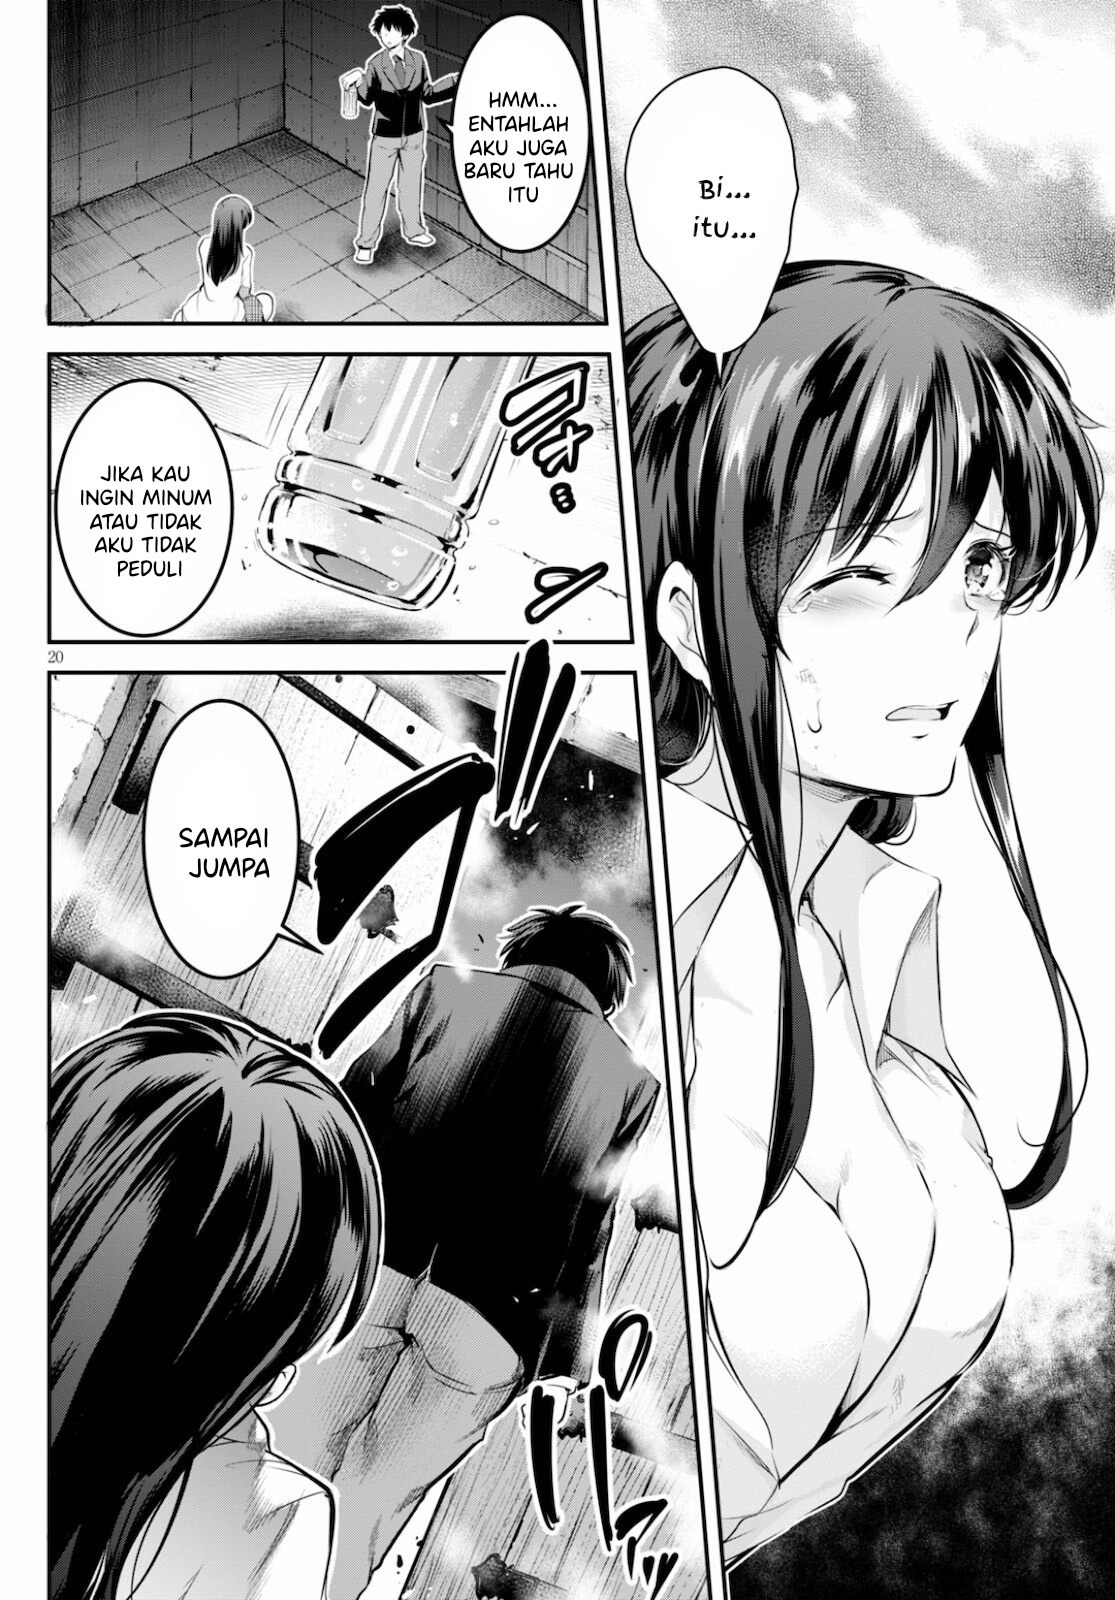 Bi...
itu...
HMM...
ENTAHLAH
AKU JUGA
BARU TAHU
ITU
JIKA KAU
INGIN MINUM
ATAU TIDAK
AKU TIDAK
PEDULI
20
SAMPAI
JUMPA